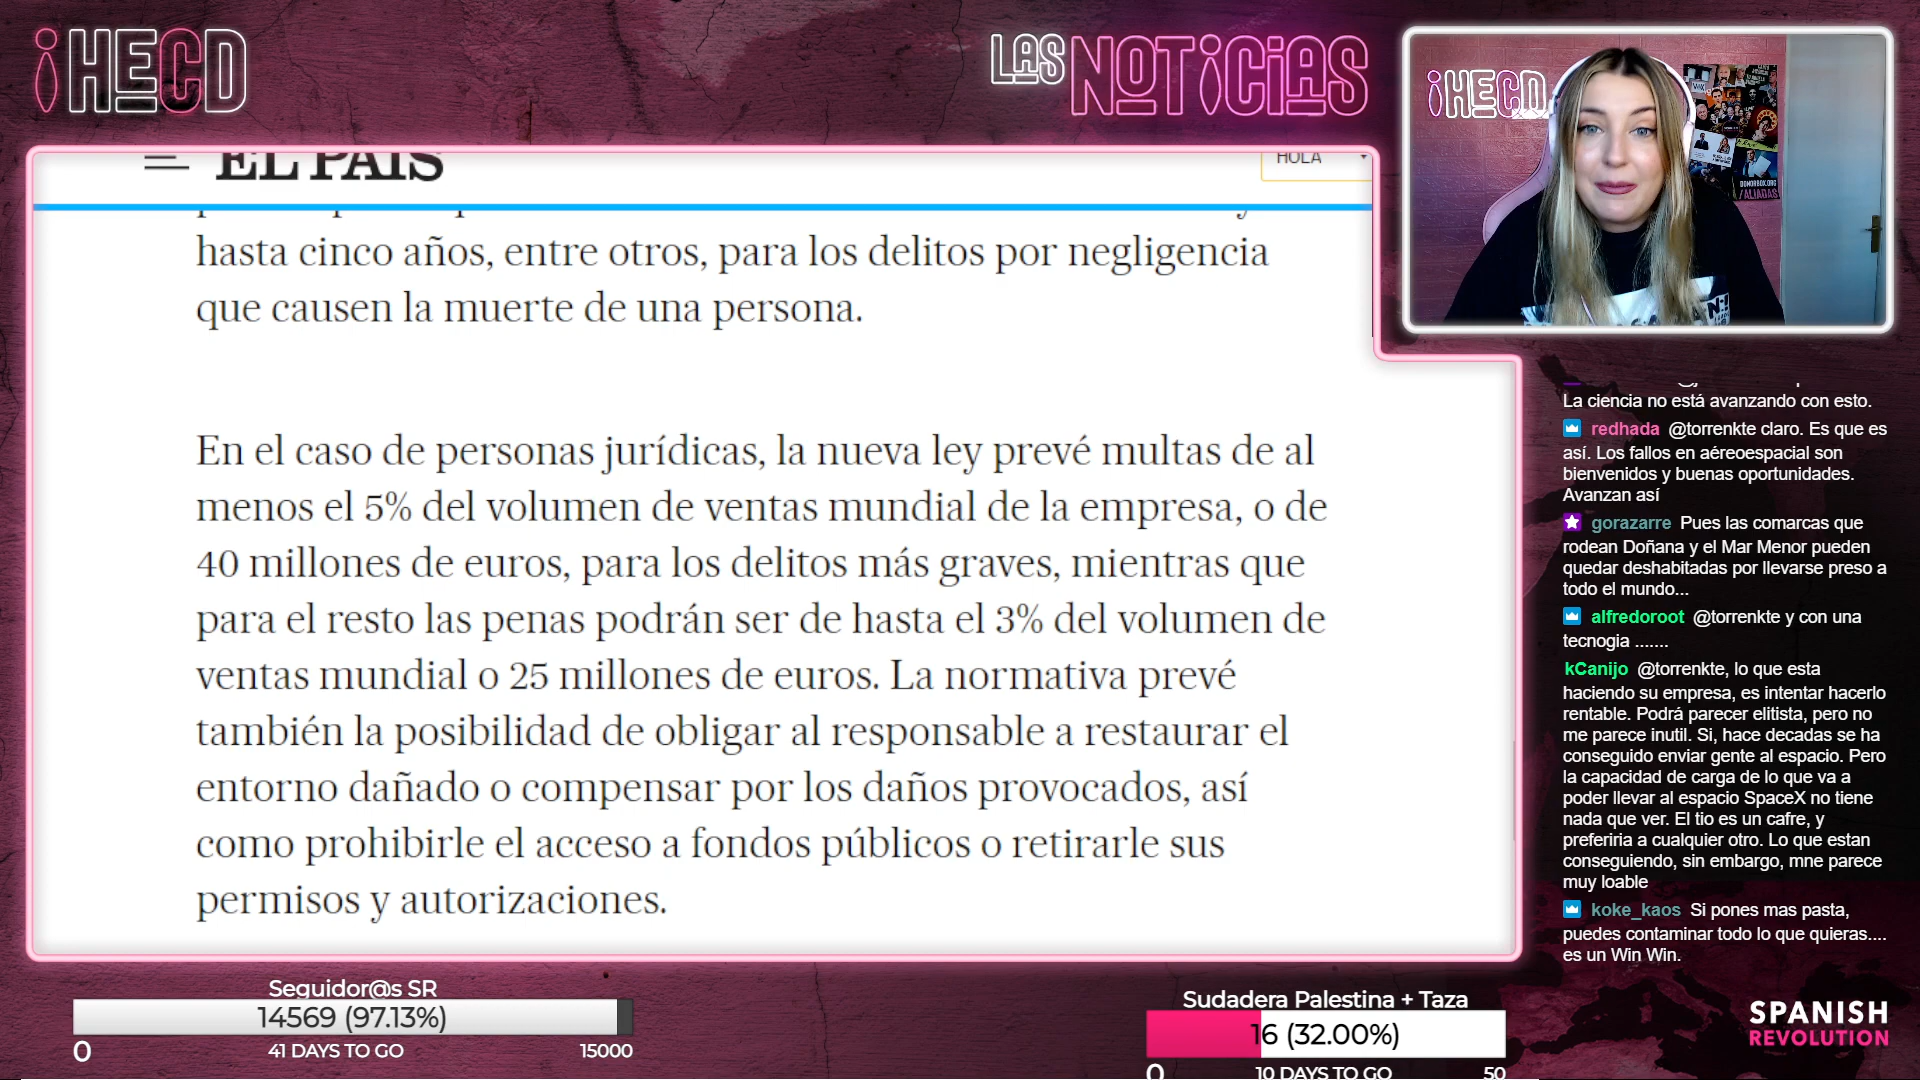 ¡HECD
LAS NOTICIAS
¡HECD
DONORBOX.ORG
/ALIADAS
EL PAÍS
HOLA
hasta cinco años, entre otros, para los delitos por negligencia
que causen la muerte de una persona.
En el caso de personas jurídicas, la nueva ley prevé multas de al
menos el 5% del volumen de ventas mundial de la empresa, o de
40 millones de euros, para los delitos más graves, mientras que
para el resto las penas podrán ser de hasta el 3% del volumen de
ventas mundial o 25 millones de euros. La normativa prevé
también la posibilidad de obligar al responsable a restaurar el
entorno dañado o compensar por los daños provocados, así
como prohibirle el acceso a fondos públicos o retirarle sus
permisos y autorizaciones.
La ciencia no está avanzando con esto.
redhada @torrenkte claro. Es que es
así. Los fallos en aéreoespacial son
bienvenidos y buenas oportunidades.
Avanzan así
gorazarre Pues las comarcas que
rodean Doñana y el Mar Menor pueden
quedar deshabitadas por llevarse preso a
todo el mundo...
alfredoroot @torrenkte y con una
tecnogia .......
kCanijo @torrenkte, lo que esta
haciendo su empresa, es intentar hacerlo
rentable. Podrá parecer elitista, pero no
me parece inutil. Si, hace decadas se ha
conseguido enviar gente al espacio. Pero
la capacidad de carga de lo que va a
poder llevar al espacio SpaceX no tiene
nada que ver. El tio es un cafre, y
preferiria a cualquier otro. Lo que estan
conseguiendo, sin embargo, mne parece
muy loable
koke_kaos Si pones mas pasta,
puedes contaminar todo lo que quieras....
es un Win Win.
Seguidor@s SR
14569 (97.13%)
0 41 DAYS TO GO 15000
Sudadera Palestina + Taza
16 (32.00%)
0 10 DAYS TO GO 50
SPANISH
REVOLUTION